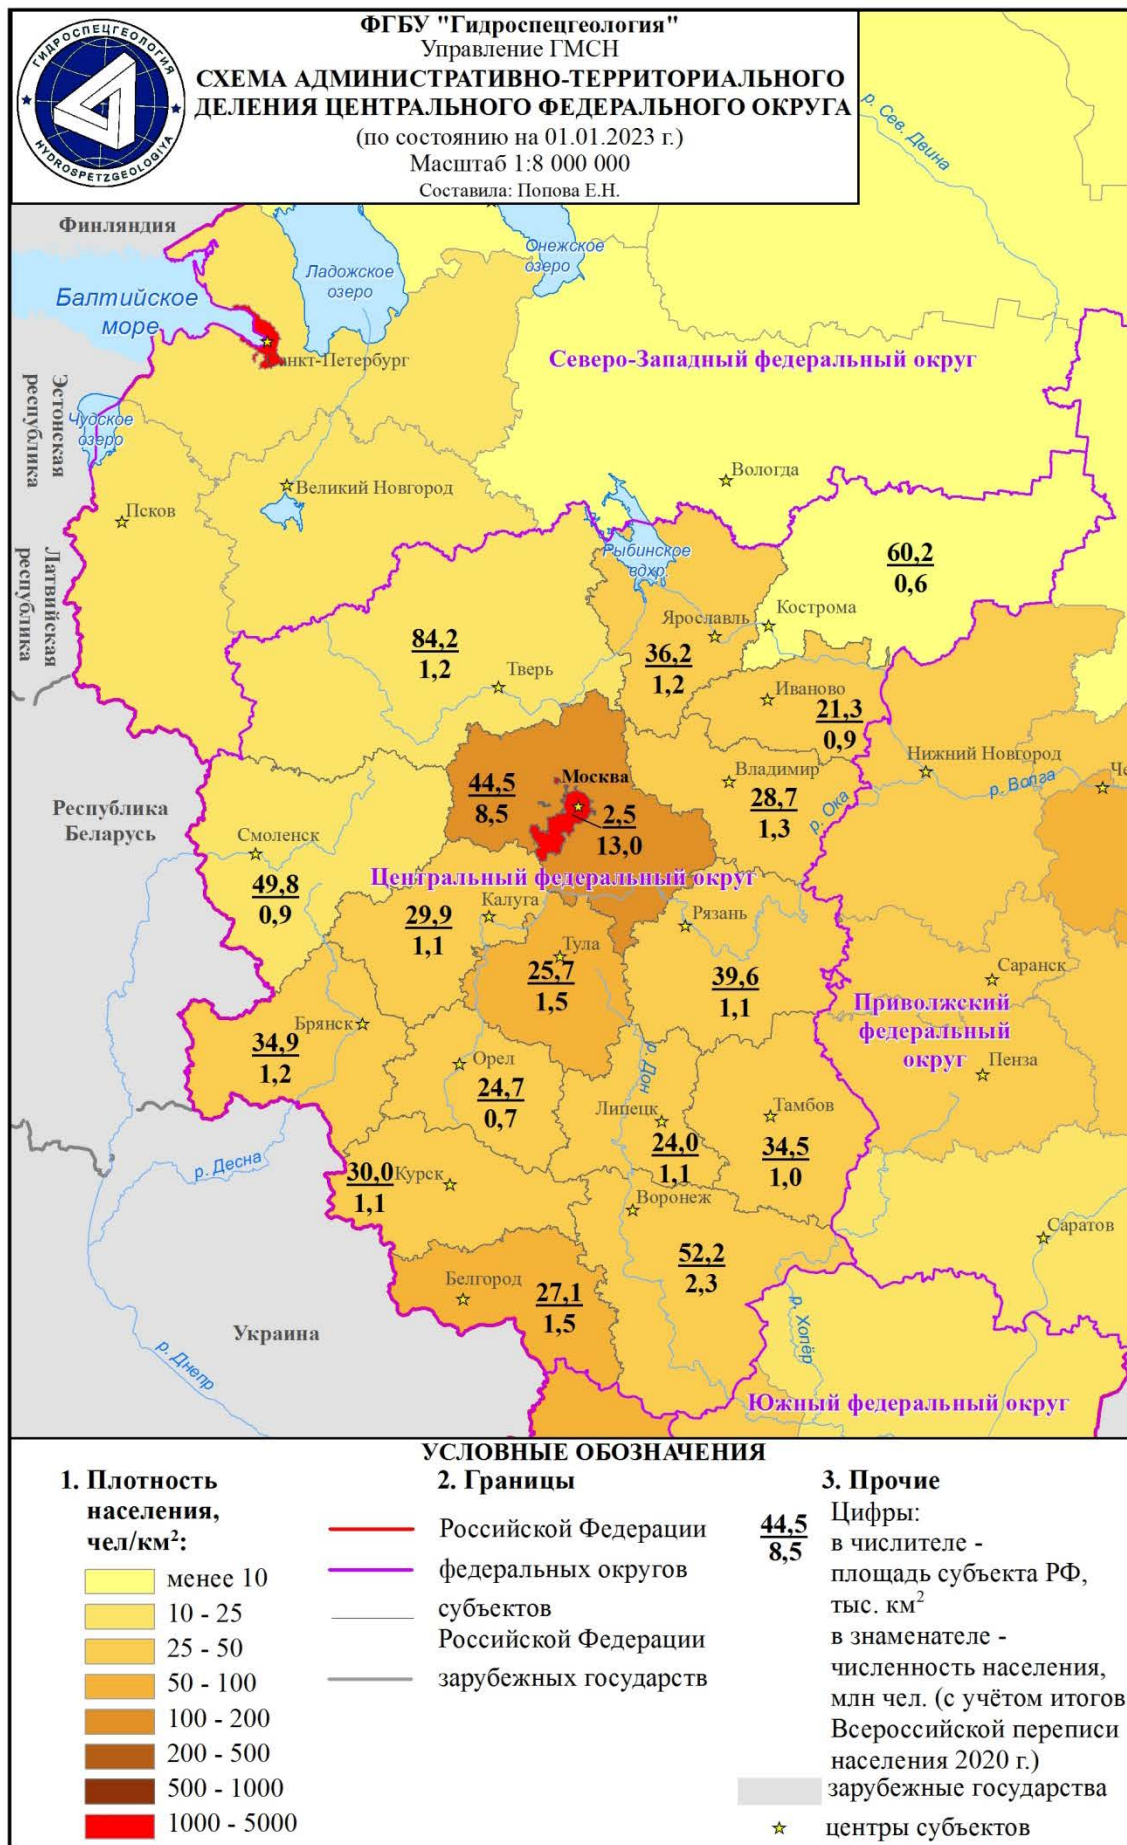 ГИДРОСПЕЦГЕОЛОГИЯ
HYDROSPETZGEOLOGIYA
ФГБУ "Гидроспецгеология"
Управление ГМСН
СХЕМА АДМИНИСТРАТИВНО-ТЕРРИТОРИАЛЬНОГО
ДЕЛЕНИЯ ЦЕНТРАЛЬНОГО ФЕДЕРАЛЬНОГО ОКРУГА
(по состоянию на 01.01.2023 г.)
Масштаб 1:8 000 000
Составила: Попова Е.Н.
р. Сев. Двина
Финляндия
Ладожское
озеро
Онежское
озеро
Балтийское
море
Санкт-Петербург
Северо-Западный федеральный округ
Эстонская
республика
Чудское
озеро
Великий Новгород
Вологда
Псков
Латвийская
республика
Рыбинское
вдхр.
60,2
0,6
Ярославль
Кострома
84,2
1,2
36,2
1,2
Тверь
Иваново
21,3
0,9
Нижний Новгород
р. Волга
Че
Республика
Беларусь
44,5
8,5
Москва
2,5
13,0
Владимир
28,7
1,3
р. Ока
Смоленск
49,8
0,9
Центральный федеральный округ
29,9
1,1
Калуга
Рязань
Тула
25,7
1,5
39,6
1,1
Саранск
Приволжский
федеральный
округ
Брянск
34,9
1,2
Орел
24,7
0,7
р. Дон
Пенза
Липецк
24,0
1,1
Тамбов
34,5
1,0
р. Десна
30,0
1,1
Курск
Воронеж
52,2
2,3
Саратов
Белгород
27,1
1,5
Украина
р. Днепр
р. Хопёр
Южный федеральный округ
УСЛОВНЫЕ ОБОЗНАЧЕНИЯ
1. Плотность
населения,
чел/км²:
менее 10
10 - 25
25 - 50
50 - 100
100 - 200
200 - 500
500 - 1000
1000 - 5000
2. Границы
Российской Федерации
федеральных округов
субъектов
Российской Федерации
зарубежных государств
3. Прочие
44,5
8,5
Цифры:
в числителе -
площадь субъекта РФ,
тыс. км²
в знаменателе -
численность населения,
млн чел. (с учётом итогов
Всероссийской переписи
населения 2020 г.)
зарубежные государства
центры субъектов